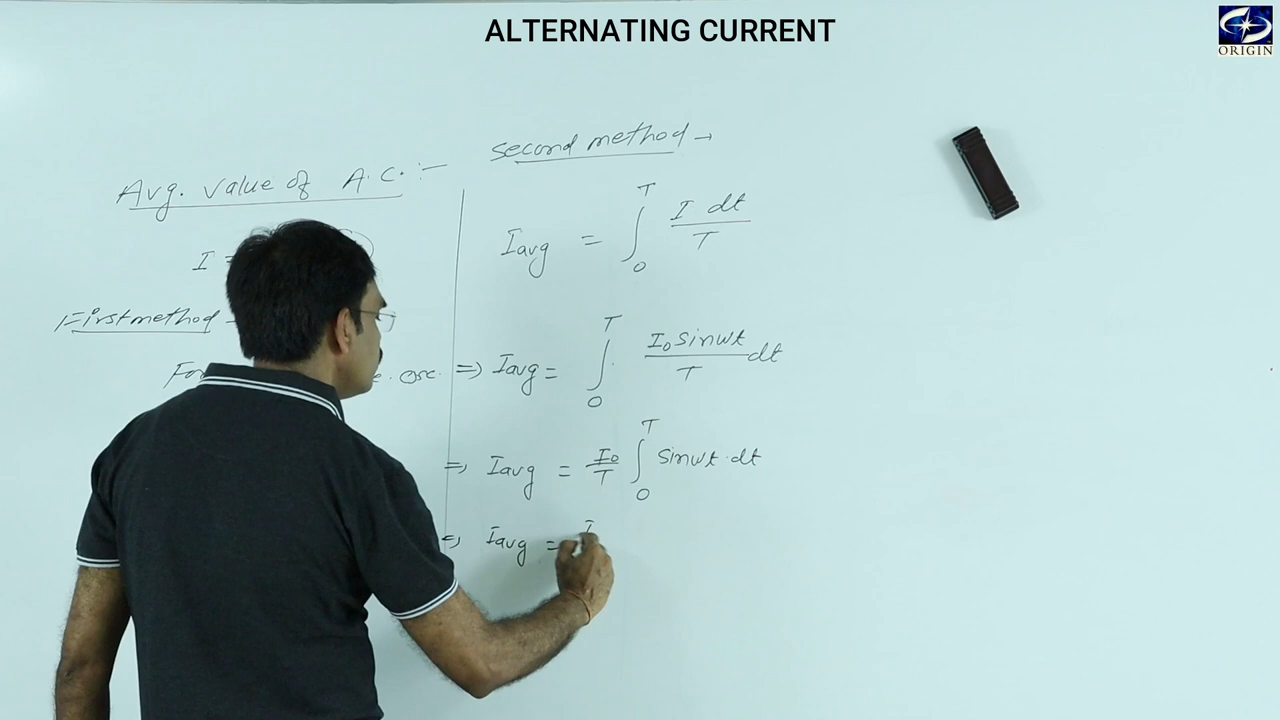 ALTERNATING CURRENT
ORIGIN
Avg. value of A.C. :-
I =
First method -
For
e. osc.
second method →
Iavg = ∫₀ᵀ I dt / T
⇒ Iavg = ∫₀ᵀ I₀ sinωt / T dt
⇒ Iavg = I₀/T ∫₀ᵀ sinωt · dt
⇒ Iavg = I